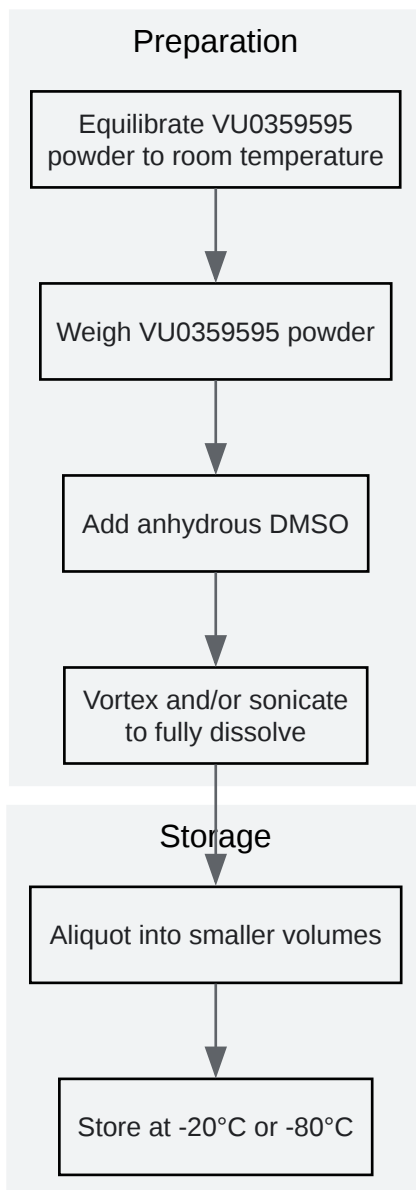 Preparation
Equilibrate VU0359595
powder to room temperature
Weigh VU0359595 powder
Add anhydrous DMSO
Vortex and/or sonicate
to fully dissolve
Storage
Aliquot into smaller volumes
Store at -20°C or -80°C